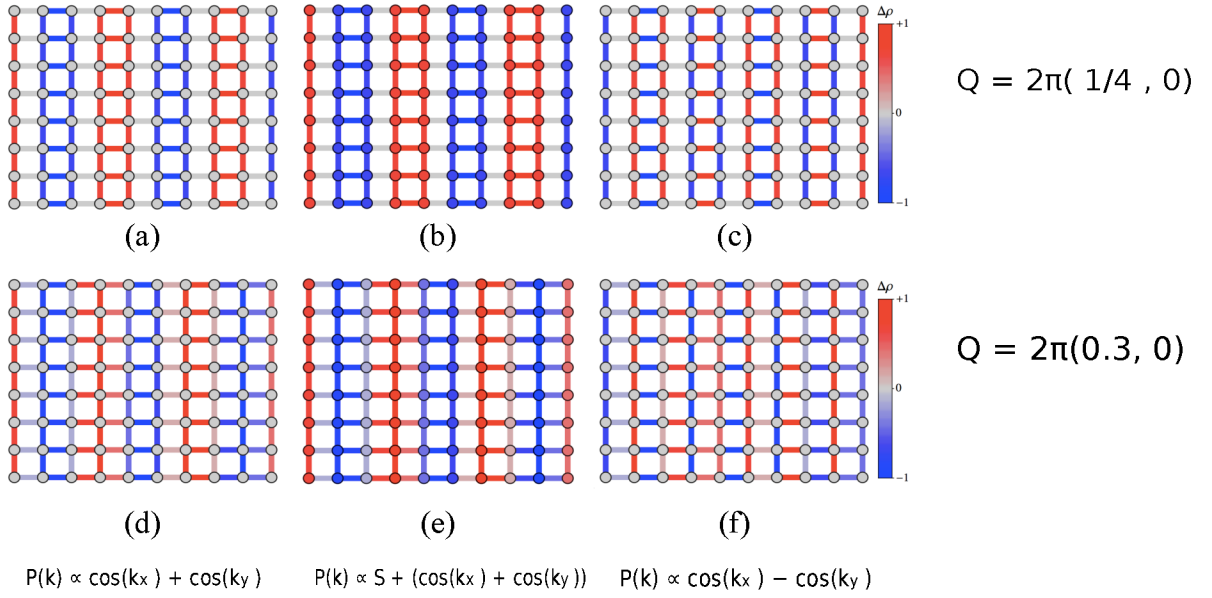 Δρ
+1
0
−1
Q = 2π( 1/4 , 0)
(a)
(b)
(c)
Δρ
+1
0
−1
Q = 2π(0.3, 0)
(d)
(e)
(f)
P(k) ∝ cos(kx ) + cos(ky )
P(k) ∝ S + (cos(kx ) + cos(ky ))
P(k) ∝ cos(kx ) − cos(ky )